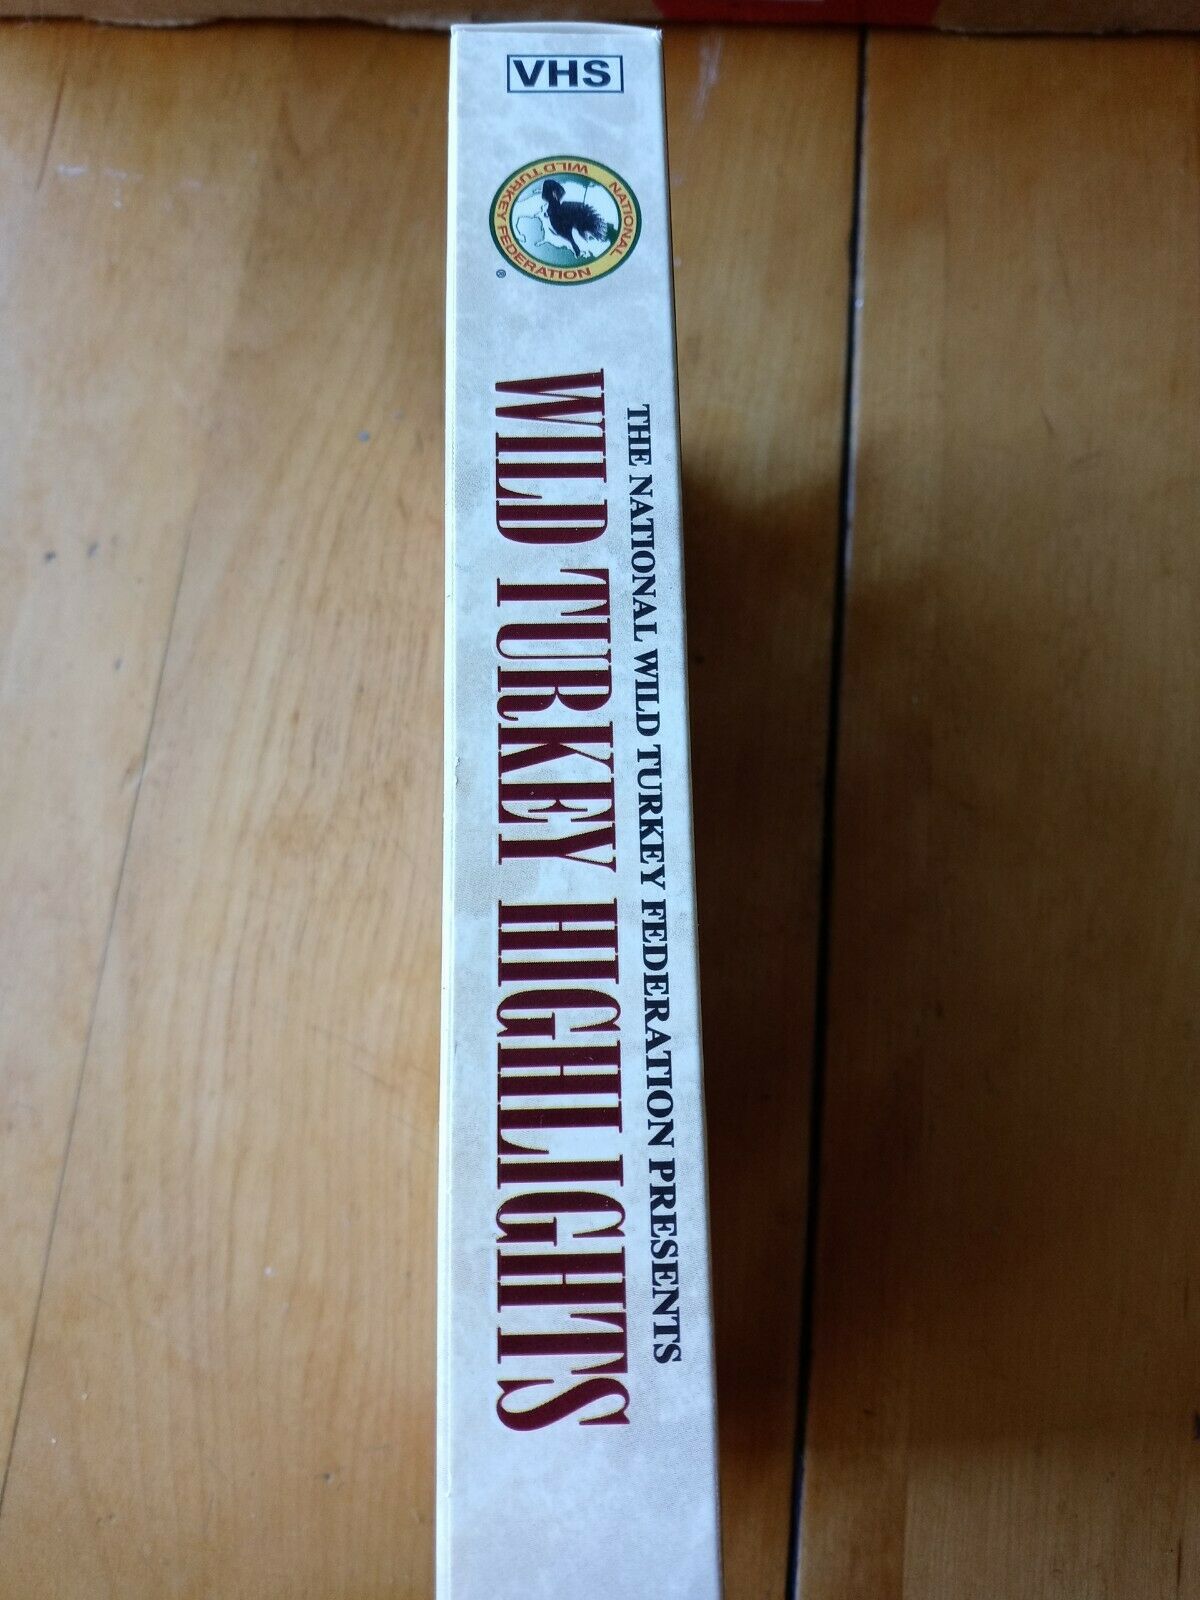 VHS
NATIONAL
WILD TURKEY FEDERATION
®
THE NATIONAL WILD TURKEY FEDERATION PRESENTS
WILD TURKEY HIGHLIGHTS